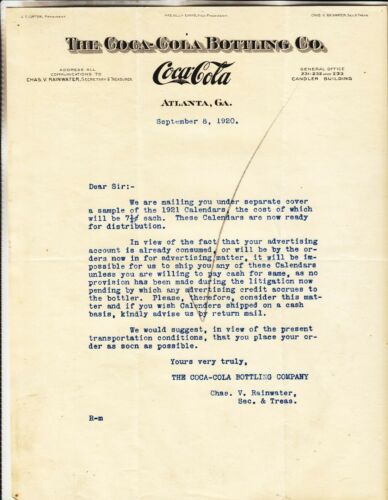 J. T. LUPTON, PRESIDENT
CHAS. V. RAINWATER, SEC'Y & TREAS.
THE COCA-COLA BOTTLING CO.
ADDRESS ALL
COMMUNICATIONS TO
CHAS. V. RAINWATER, SECRETARY & TREASURER
Coca-Cola
GENERAL OFFICE
231-232 AND 233
CANDLER BUILDING
ATLANTA, GA.
September 8, 1920.
Dear Sir:-
We are mailing you under separate cover
a sample of the 1921 Calendars, the cost of which
will be 7½¢ each. These Calendars are now ready
for distribution.
In view of the fact that your advertising
account is already consumed, or will be by the or-
ders now in for advertising matter, it will be im-
possible for us to ship you any of these Calendars
unless you are willing to pay cash for same, as no
provision has been made during the litigation now
pending by which any advertising credit accrues to
the bottler. Please, therefore, consider this mat-
ter and if you wish Calenders shipped on a cash
basis, kindly advise us by return mail.
We would suggest, in view of the present
transportation conditions, that you place your or-
der as soon as possible.
Yours very truly,
THE COCA-COLA BOTTLING COMPANY
Chas. V. Rainwater,
Sec. & Treas.
R-m